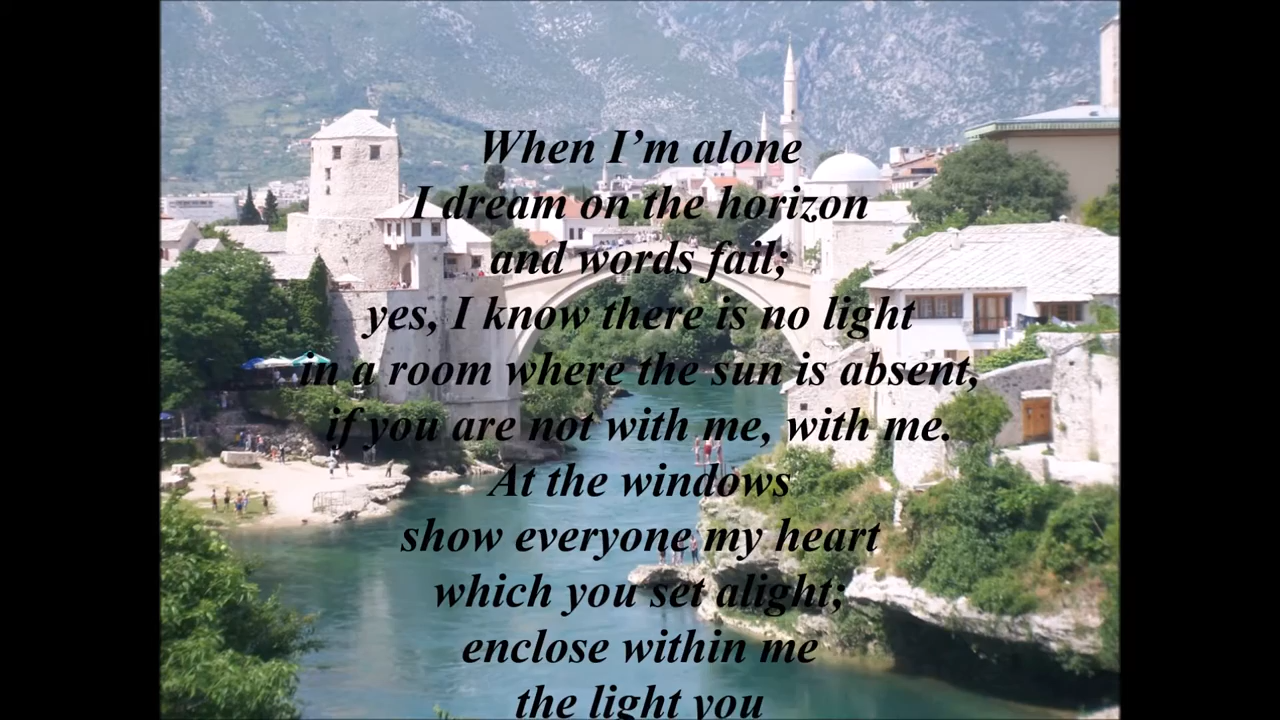 When I’m alone
I dream on the horizon
and words fail;
yes, I know there is no light
in a room where the sun is absent,
if you are not with me, with me.
At the windows
show everyone my heart
which you set alight;
enclose within me
the light you